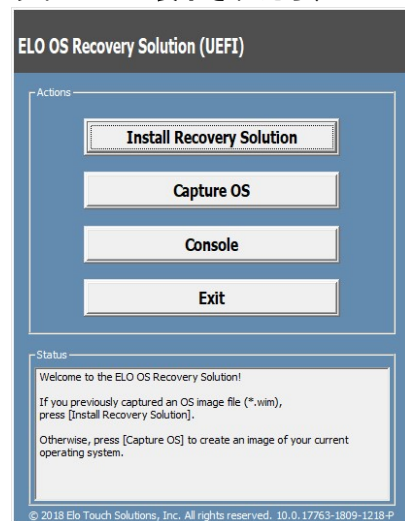 ELO OS Recovery Solution (UEFI)
Actions
Install Recovery Solution
Capture OS
Console
Exit
Status
Welcome to the ELO OS Recovery Solution!
If you previously captured an OS image file (*.wim),
press [Install Recovery Solution].
Otherwise, press [Capture OS] to create an image of your current
operating system.
© 2018 Elo Touch Solutions, Inc. All rights reserved. 10.0.17763-1809-1218-P